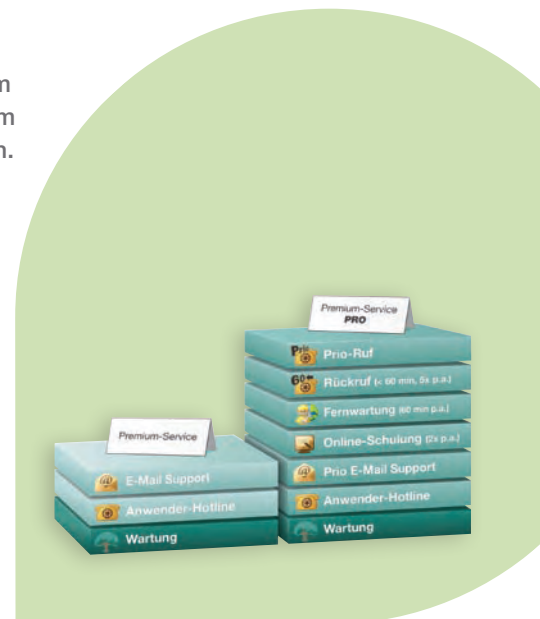 Premium-Service
E-Mail Support
Anwender-Hotline
Wartung
Premium-Service
PRO
Prio-Ruf
Rückruf (< 60 min, 5x p.a.)
Fernwartung (60 min p.a.)
Online-Schulung (2x p.a.)
Prio E-Mail Support
Anwender-Hotline
Wartung